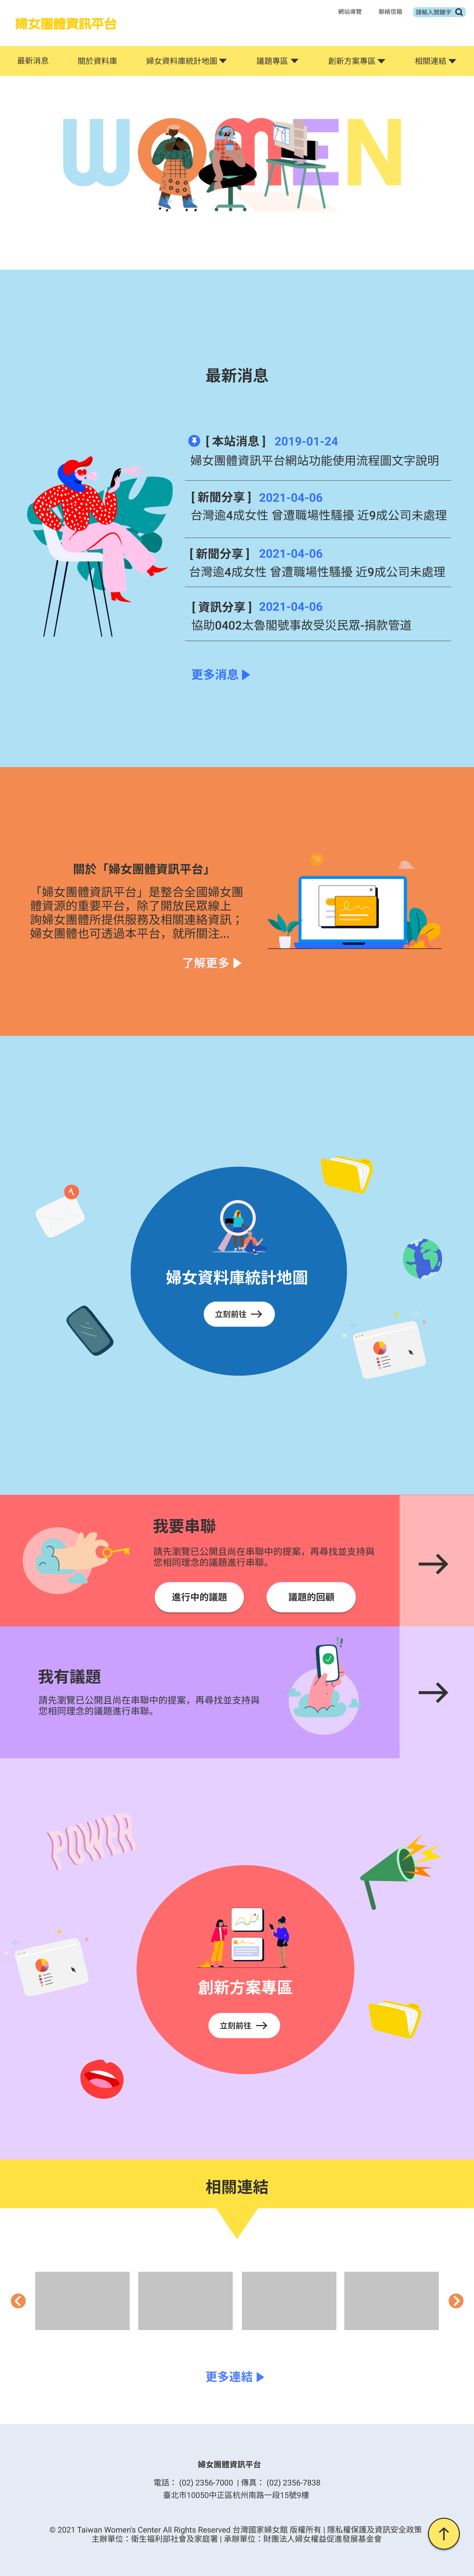 網站導覽
聯絡信箱
請輸入關鍵字
婦女團體資訊平台
最新消息
關於資料庫
婦女資料庫統計地圖
議題專區
創新方案專區
相關連結
WOMEN
最新消息
[ 本站消息 ] 2019-01-24
婦女團體資訊平台網站功能使用流程圖文字說明
[ 新聞分享 ] 2021-04-06
台灣逾4成女性 曾遭職場性騷擾 近9成公司未處理
[ 新聞分享 ] 2021-04-06
台灣逾4成女性 曾遭職場性騷擾 近9成公司未處理
[ 資訊分享 ] 2021-04-06
協助0402太魯閣號事故受災民眾-捐款管道
更多消息
關於「婦女團體資訊平台」
「婦女團體資訊平台」是整合全國婦女團
體資源的重要平台，除了開放民眾線上
詢婦女團體所提供服務及相關連絡資訊；
婦女團體也可透過本平台，就所關注...
了解更多
婦女資料庫統計地圖
立刻前往
我要串聯
請先瀏覽已公開且尚在串聯中的提案，再尋找並支持與
您相同理念的議題進行串聯。
進行中的議題
議題的回顧
我有議題
請先瀏覽已公開且尚在串聯中的提案，再尋找並支持與
您相同理念的議題進行串聯。
POWER
創新方案專區
立刻前往
相關連結
更多連結
婦女團體資訊平台
電話： (02) 2356-7000 | 傳真： (02) 2356-7838
臺北市10050中正區杭州南路一段15號9樓
© 2021 Taiwan Women's Center All Rights Reserved 台灣國家婦女館 版權所有 | 隱私權保護及資訊安全政策
主辦單位：衛生福利部社會及家庭署 | 承辦單位：財團法人婦女權益促進發展基金會